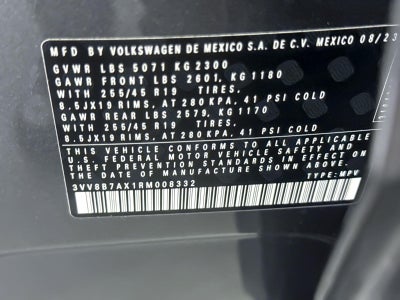 MFD BY VOLKSWAGEN DE MEXICO S.A. DE C.V. MEXICO 08/23
GVWR LBS 5071 KG 2300
GAWR FRONT LBS 2601, KG 1180
WITH 255/45 R19 TIRES,
8.5JX19 RIMS, AT 280KPA, 41 PSI COLD
GAWR REAR LBS 2579, KG 1170
WITH 255/45 R19 TIRES,
8.5JX19 RIMS, AT 280KPA, 41 PSI COLD
THIS VEHICLE CONFORMS TO ALL APPLICABLE
U.S. FEDERAL MOTOR VEHICLE SAFETY AND
THEFT PREVENTION STANDARDS IN EFFECT ON
THE DATE OF MANUFACTURE SHOWN ABOVE.
3VV8B7AX1RM008332 TYPE: MPV